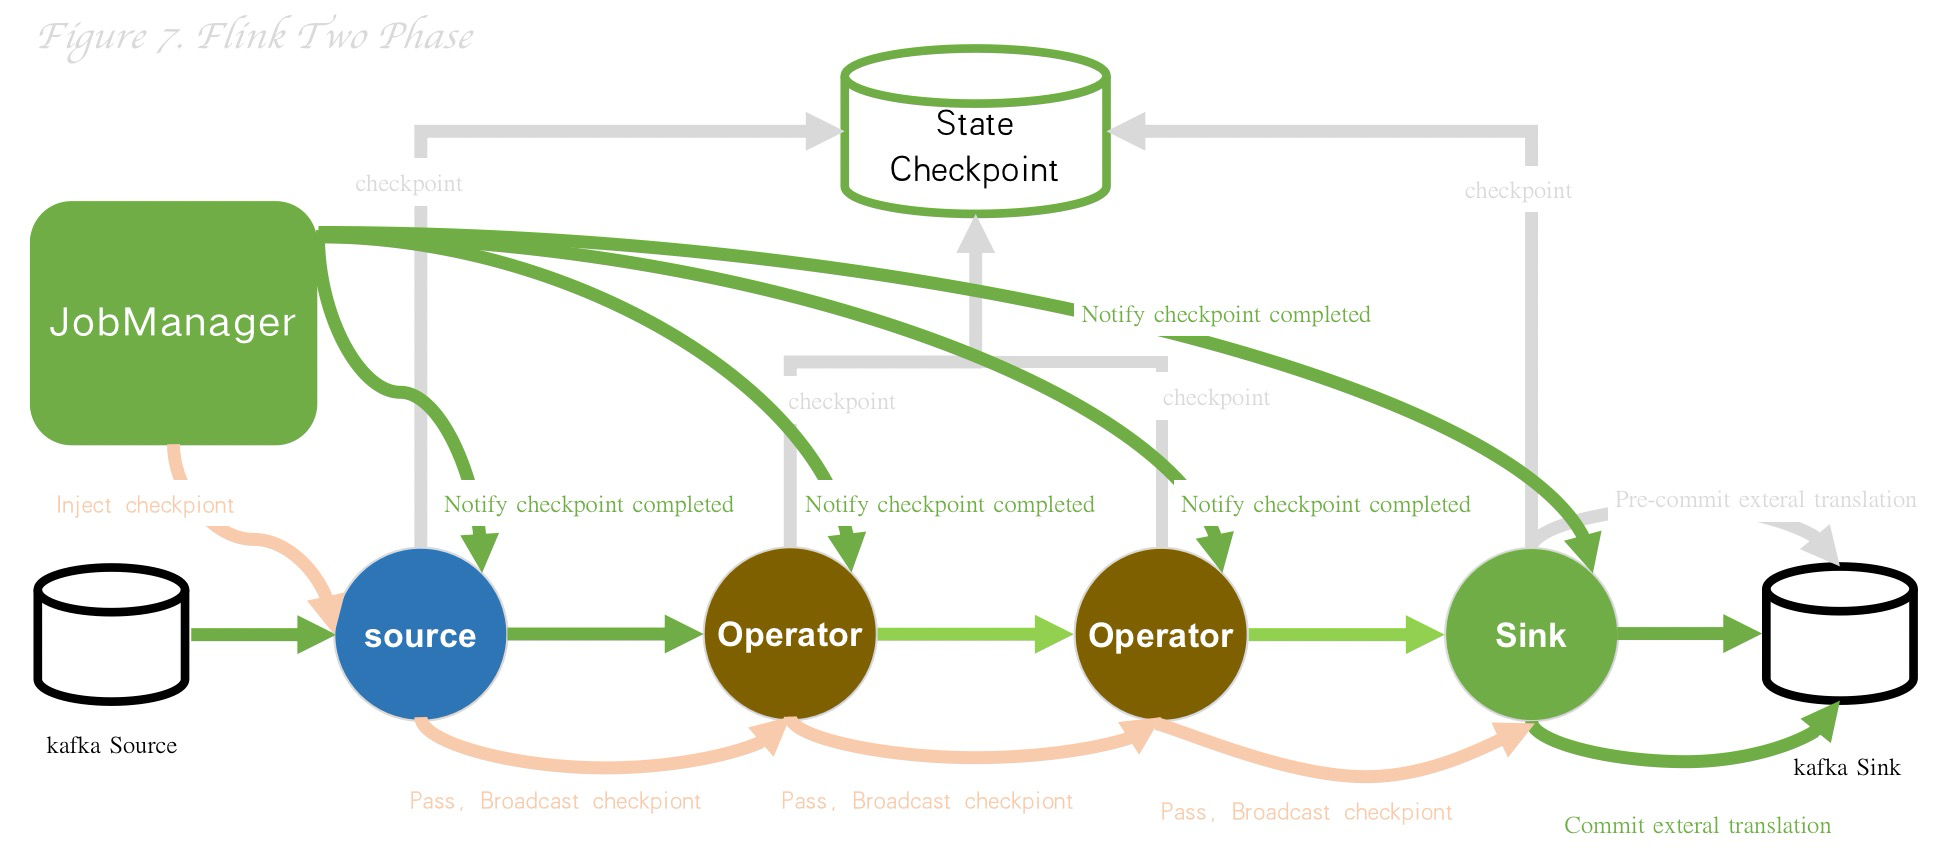 Figure 7. Flink Two Phase
State
Checkpoint
checkpoint
checkpoint
JobManager
Notify checkpoint completed
checkpoint
checkpoint
Inject checkpiont
Notify checkpoint completed
Notify checkpoint completed
Notify checkpoint completed
Pre-commit exteral translation
source
Operator
Operator
Sink
kafka Source
kafka Sink
Pass, Broadcast checkpiont
Pass, Broadcast checkpiont
Pass, Broadcast checkpiont
Commit exteral translation